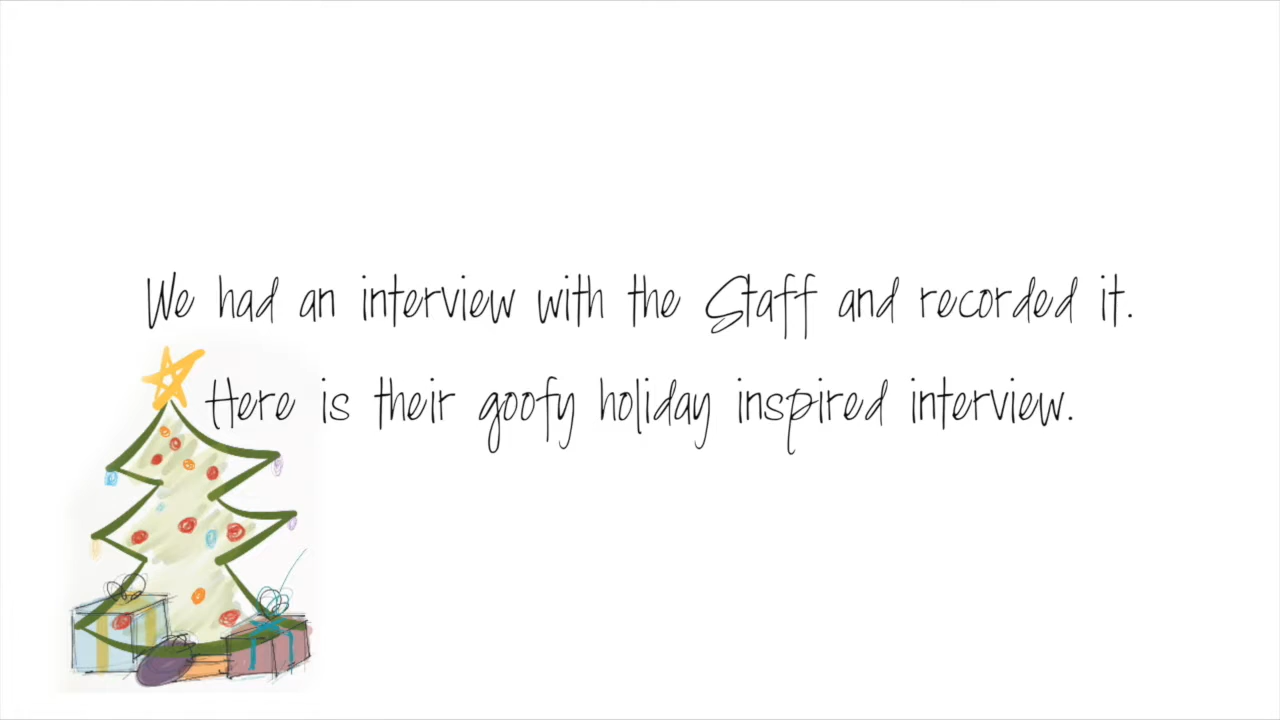 We had an interview with the Staff and recorded it.
Here is their goofy holiday inspired interview.